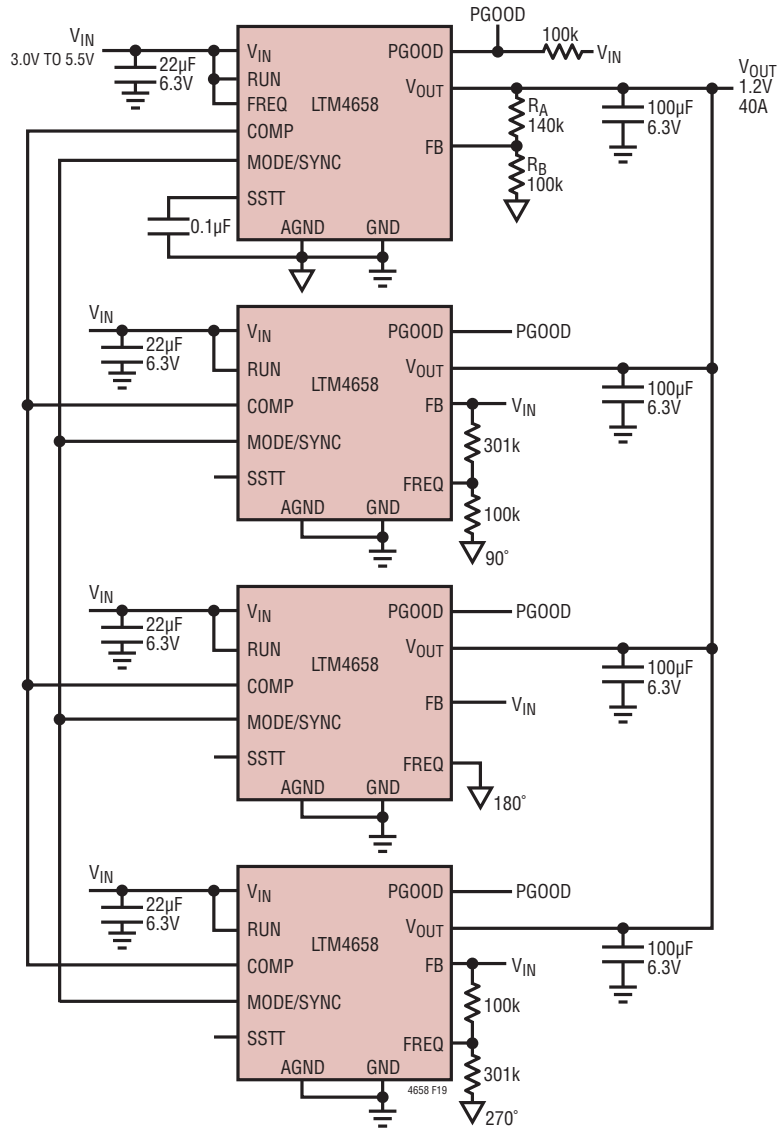 PGOOD
V_IN
3.0V TO 5.5V
22µF
6.3V
V_IN
RUN
FREQ
COMP
MODE/SYNC
SSTT
0.1µF
LTM4658
AGND
GND
PGOOD
V_OUT
FB
100k
V_IN
R_A
140k
R_B
100k
100µF
6.3V
V_OUT
1.2V
40A
V_IN
22µF
6.3V
V_IN
RUN
COMP
MODE/SYNC
SSTT
LTM4658
AGND
GND
PGOOD
V_OUT
FB
FREQ
PGOOD
V_IN
301k
100k
90°
100µF
6.3V
V_IN
22µF
6.3V
V_IN
RUN
COMP
MODE/SYNC
SSTT
LTM4658
AGND
GND
PGOOD
V_OUT
FB
FREQ
PGOOD
V_IN
180°
100µF
6.3V
V_IN
22µF
6.3V
V_IN
RUN
COMP
MODE/SYNC
SSTT
LTM4658
AGND
GND
PGOOD
V_OUT
FB
FREQ
PGOOD
V_IN
100k
301k
270°
100µF
6.3V
4658 F19